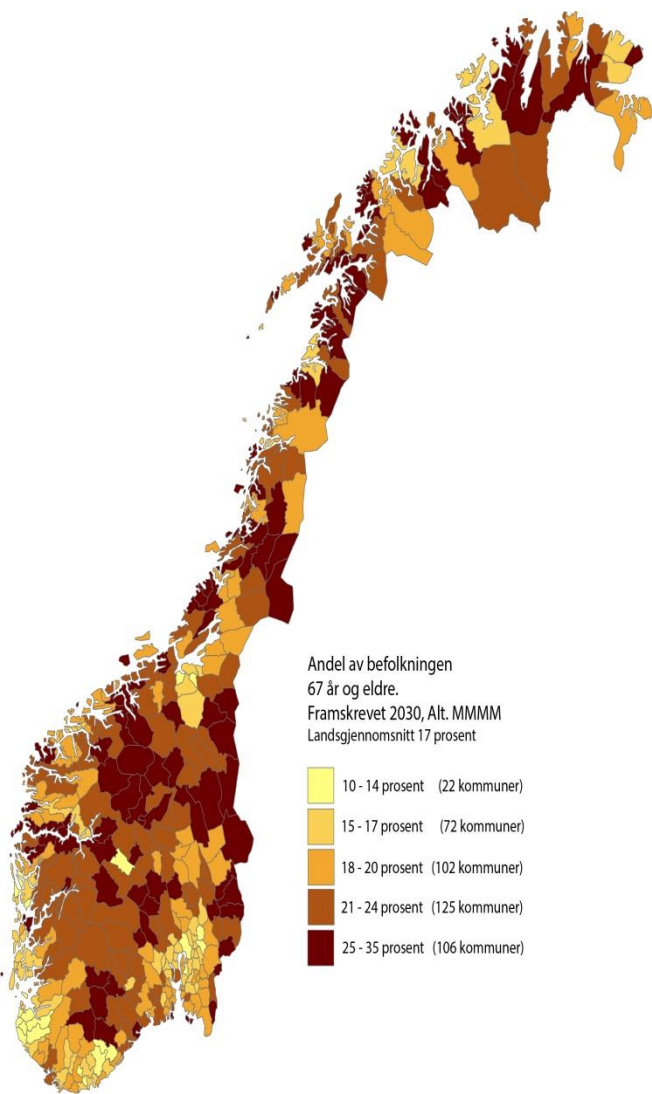 Andel av befolkningen
67 år og eldre.
Framskrevet 2030, Alt. MMMM
Landsgjennomsnitt 17 prosent
10 - 14 prosent (22 kommuner)
15 - 17 prosent (72 kommuner)
18 - 20 prosent (102 kommuner)
21 - 24 prosent (125 kommuner)
25 - 35 prosent (106 kommuner)